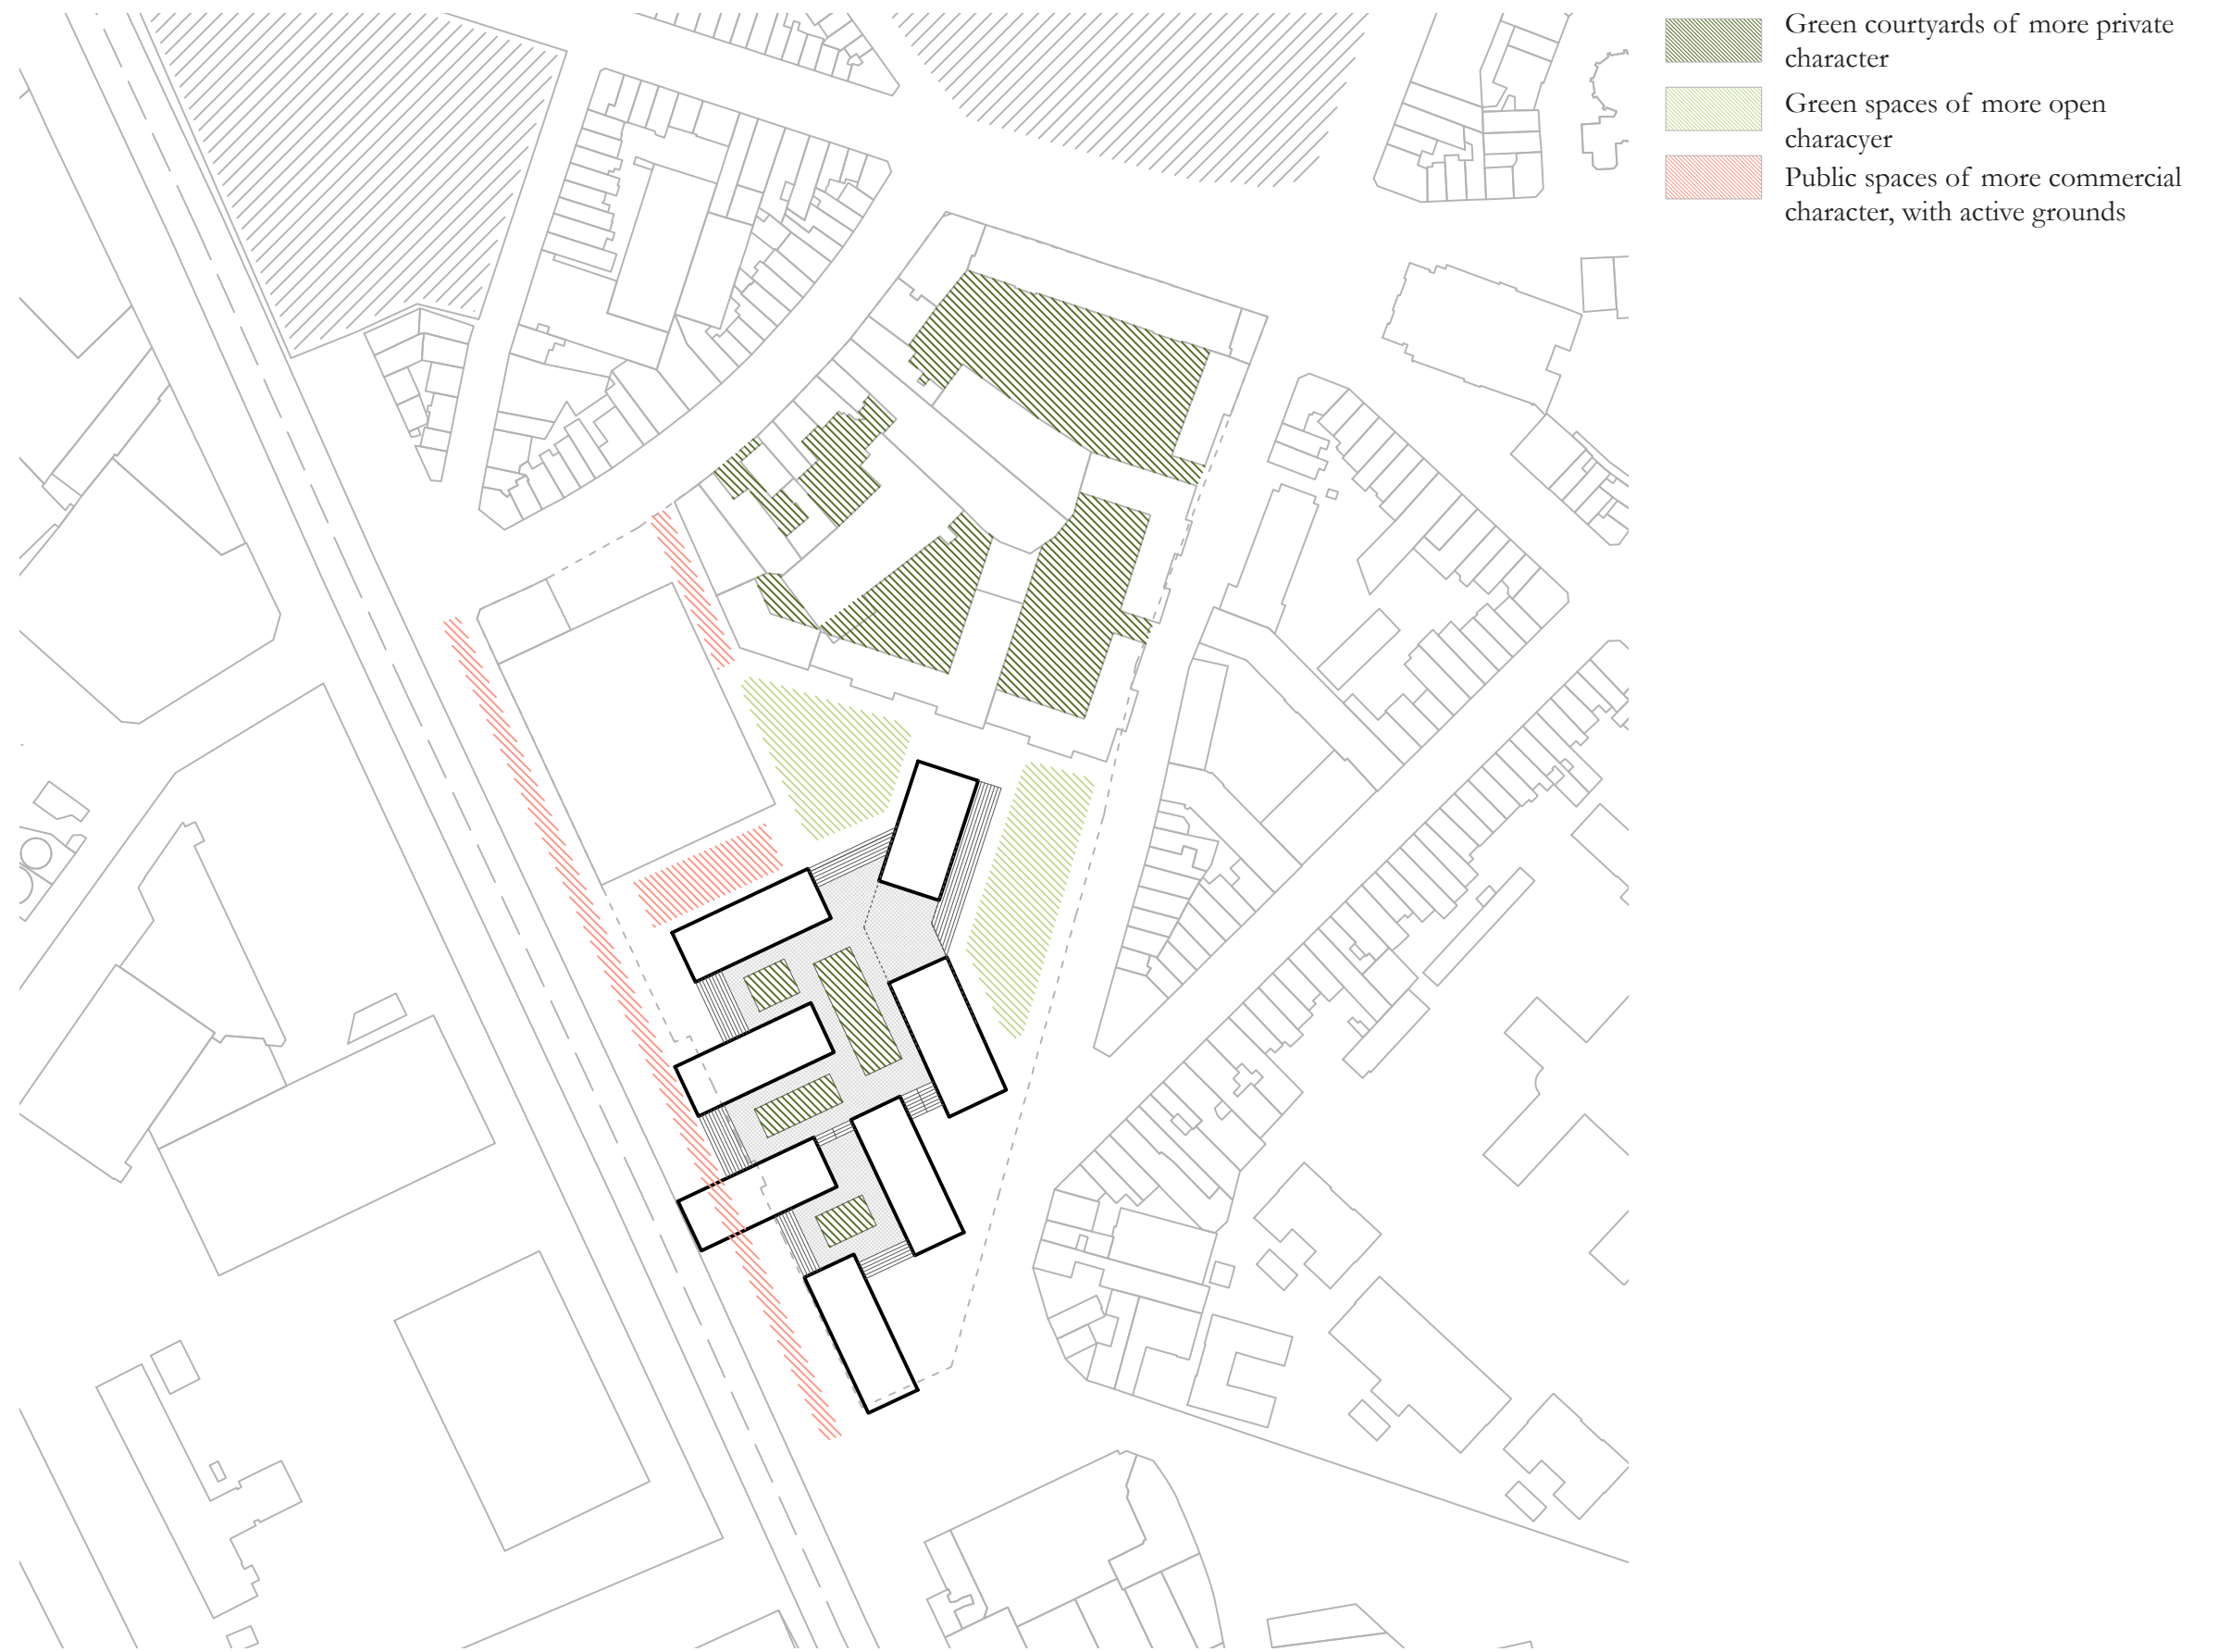 Green courtyards of more private
character
Green spaces of more open
characyer
Public spaces of more commercial
character, with active grounds